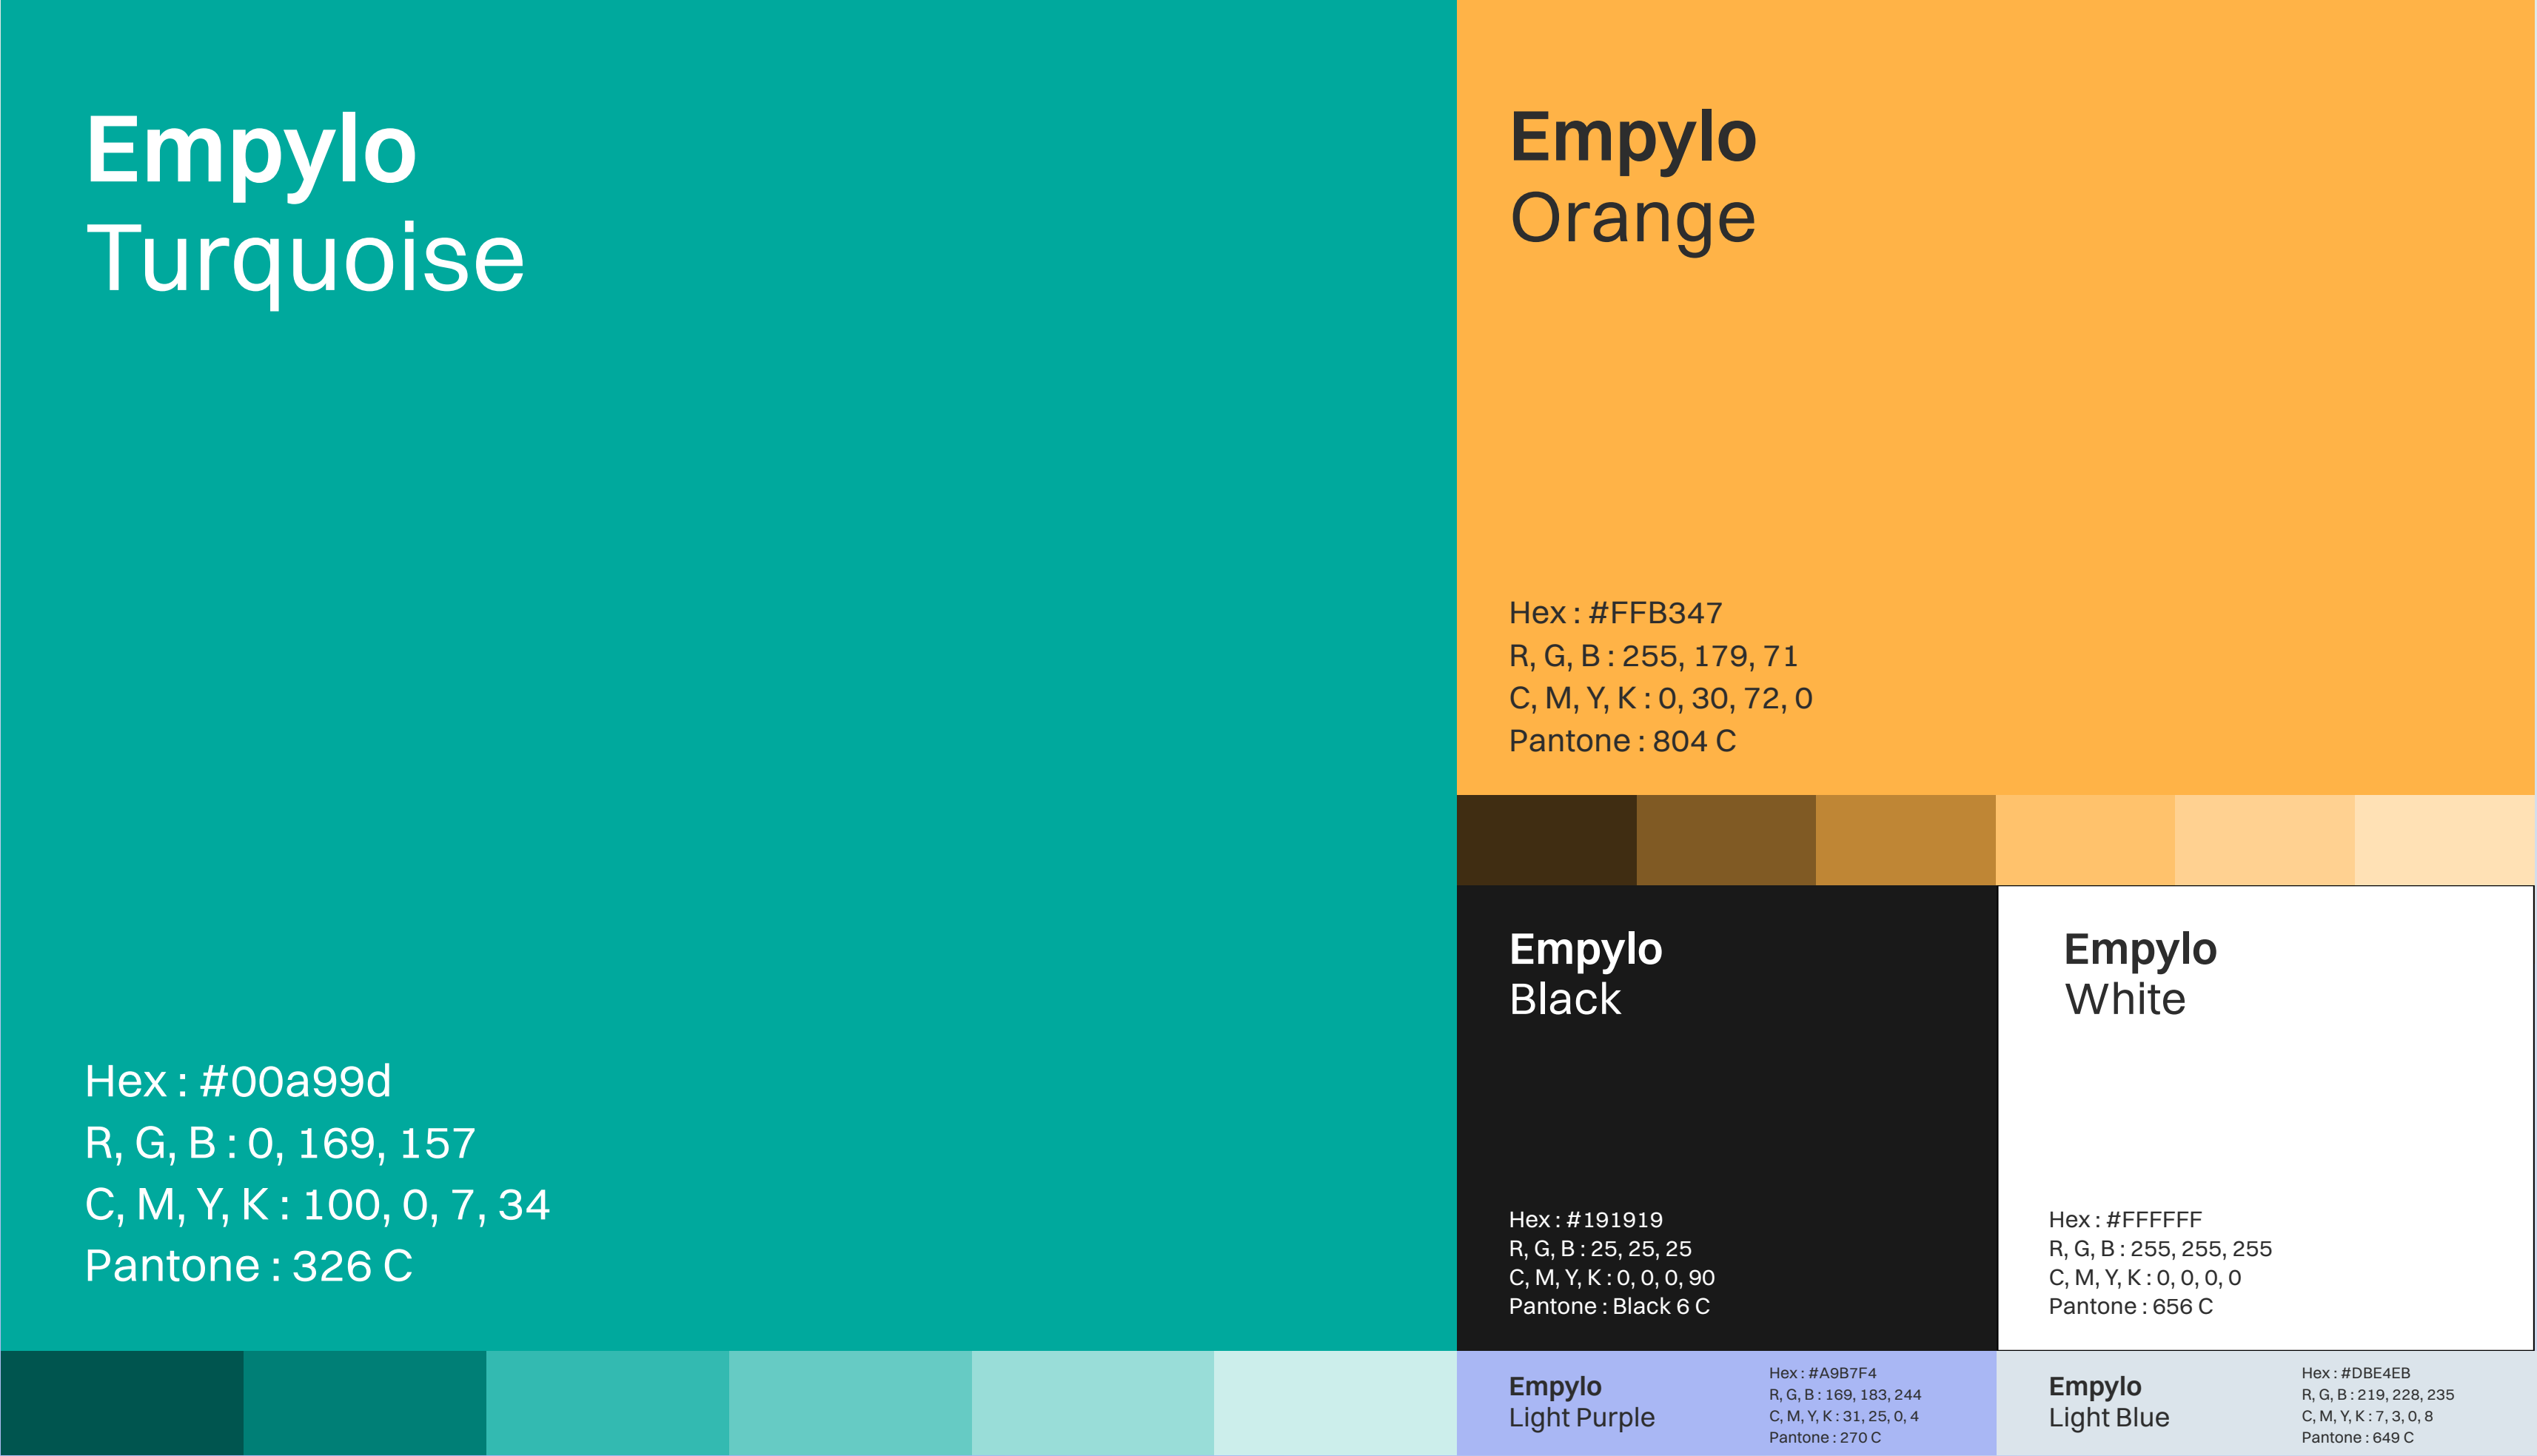 Empylo
Turquoise
Hex : #00a99d
R, G, B : 0, 169, 157
C, M, Y, K : 100, 0, 7, 34
Pantone : 326 C
Empylo
Orange
Hex : #FFB347
R, G, B : 255, 179, 71
C, M, Y, K : 0, 30, 72, 0
Pantone : 804 C
Empylo
Black
Hex : #191919
R, G, B : 25, 25, 25
C, M, Y, K : 0, 0, 0, 90
Pantone : Black 6 C
Empylo
White
Hex : #FFFFFF
R, G, B : 255, 255, 255
C, M, Y, K : 0, 0, 0, 0
Pantone : 656 C
Empylo
Light Purple
Hex : #A9B7F4
R, G, B : 169, 183, 244
C, M, Y, K : 31, 25, 0, 4
Pantone : 270 C
Empylo
Light Blue
Hex : #DBE4EB
R, G, B : 219, 228, 235
C, M, Y, K : 7, 3, 0, 8
Pantone : 649 C